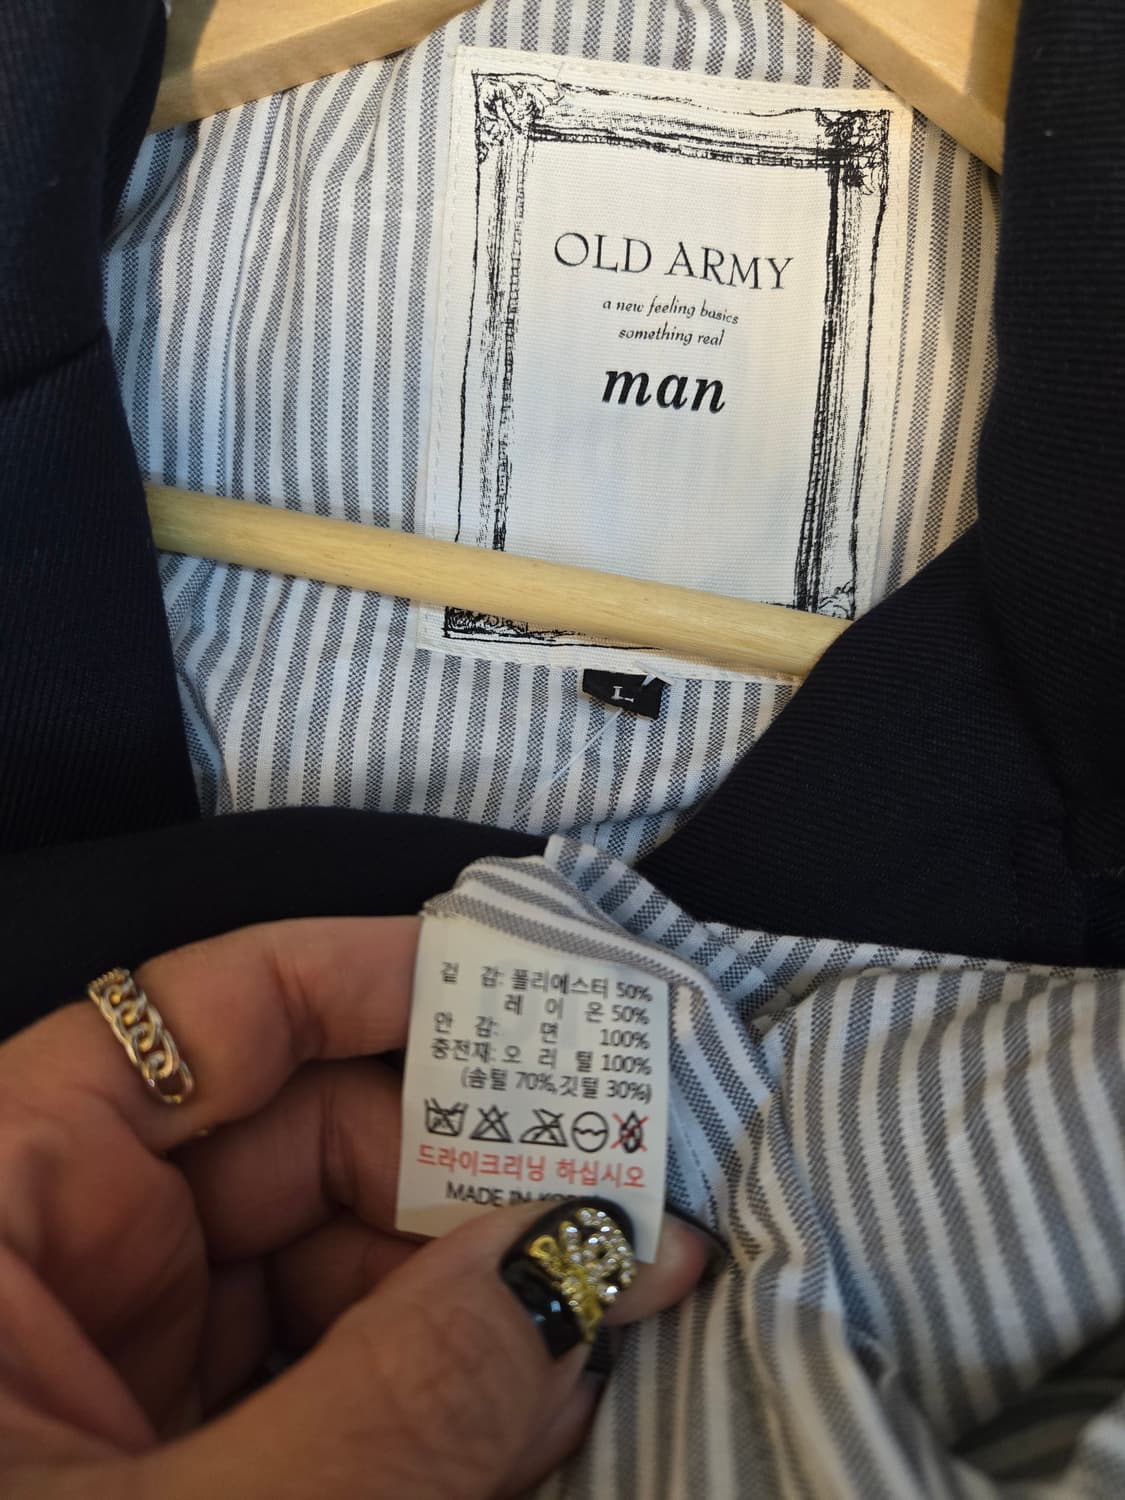 OLD ARMY
a new feeling basics
something real
man
L
겉 감: 폴리에스터 50%
레 이 온 50%
안 감: 면 100%
충전재: 오 리 털 100%
(솜털 70%,깃털 30%)
드라이크리닝 하십시오
MADE IN